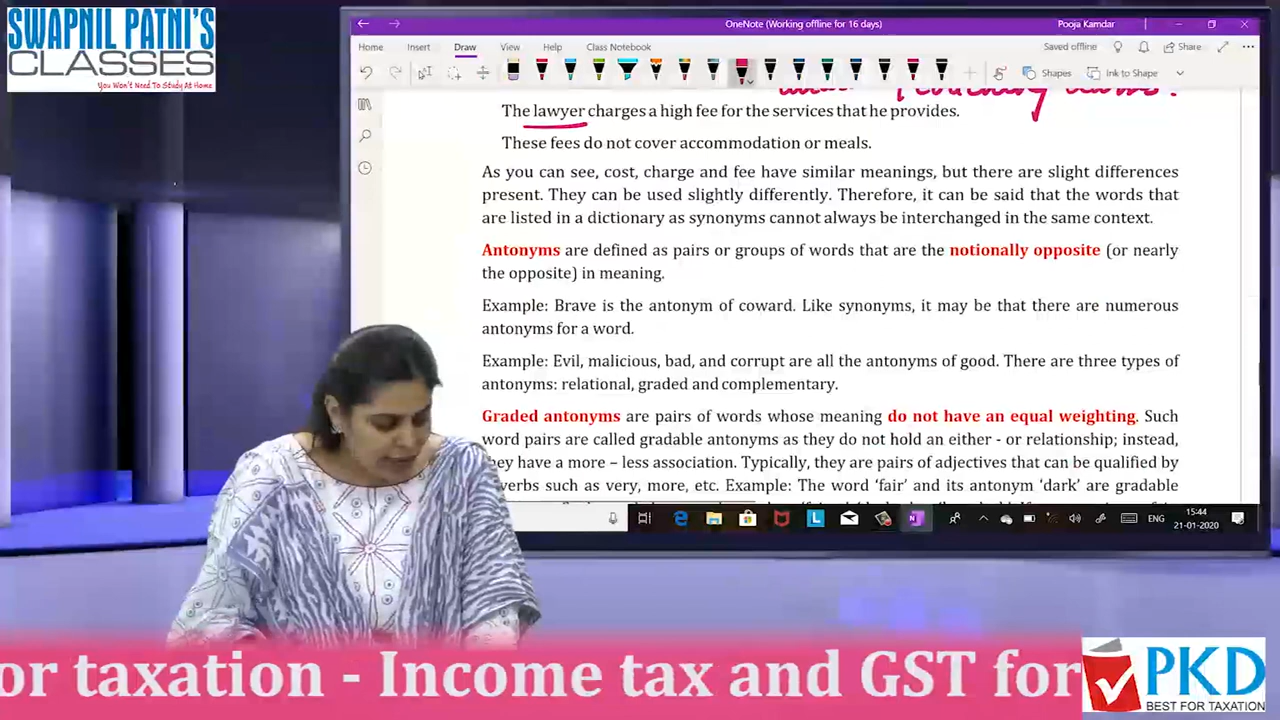 SWAPNIL PATNI'S
CLASSES
You Won't Need To Study At Home
OneNote (Working offline for 16 days)
Pooja Kamdar
Home Insert Draw View Help Class Notebook
Saved offline
Share
Shapes
Ink to Shape
The lawyer charges a high fee for the services that he provides.
These fees do not cover accommodation or meals.
As you can see, cost, charge and fee have similar meanings, but there are slight differences
present. They can be used slightly differently. Therefore, it can be said that the words that
are listed in a dictionary as synonyms cannot always be interchanged in the same context.
Antonyms are defined as pairs or groups of words that are the notionally opposite (or nearly
the opposite) in meaning.
Example: Brave is the antonym of coward. Like synonyms, it may be that there are numerous
antonyms for a word.
Example: Evil, malicious, bad, and corrupt are all the antonyms of good. There are three types of
antonyms: relational, graded and complementary.
Graded antonyms are pairs of words whose meaning do not have an equal weighting. Such
word pairs are called gradable antonyms as they do not hold an either - or relationship; instead,
hey have a more – less association. Typically, they are pairs of adjectives that can be qualified by
verbs such as very, more, etc. Example: The word 'fair' and its antonym 'dark' are gradable
ENG
15:44
21-01-2020
or taxation - Income tax and GST for
PKD
BEST FOR TAXATION